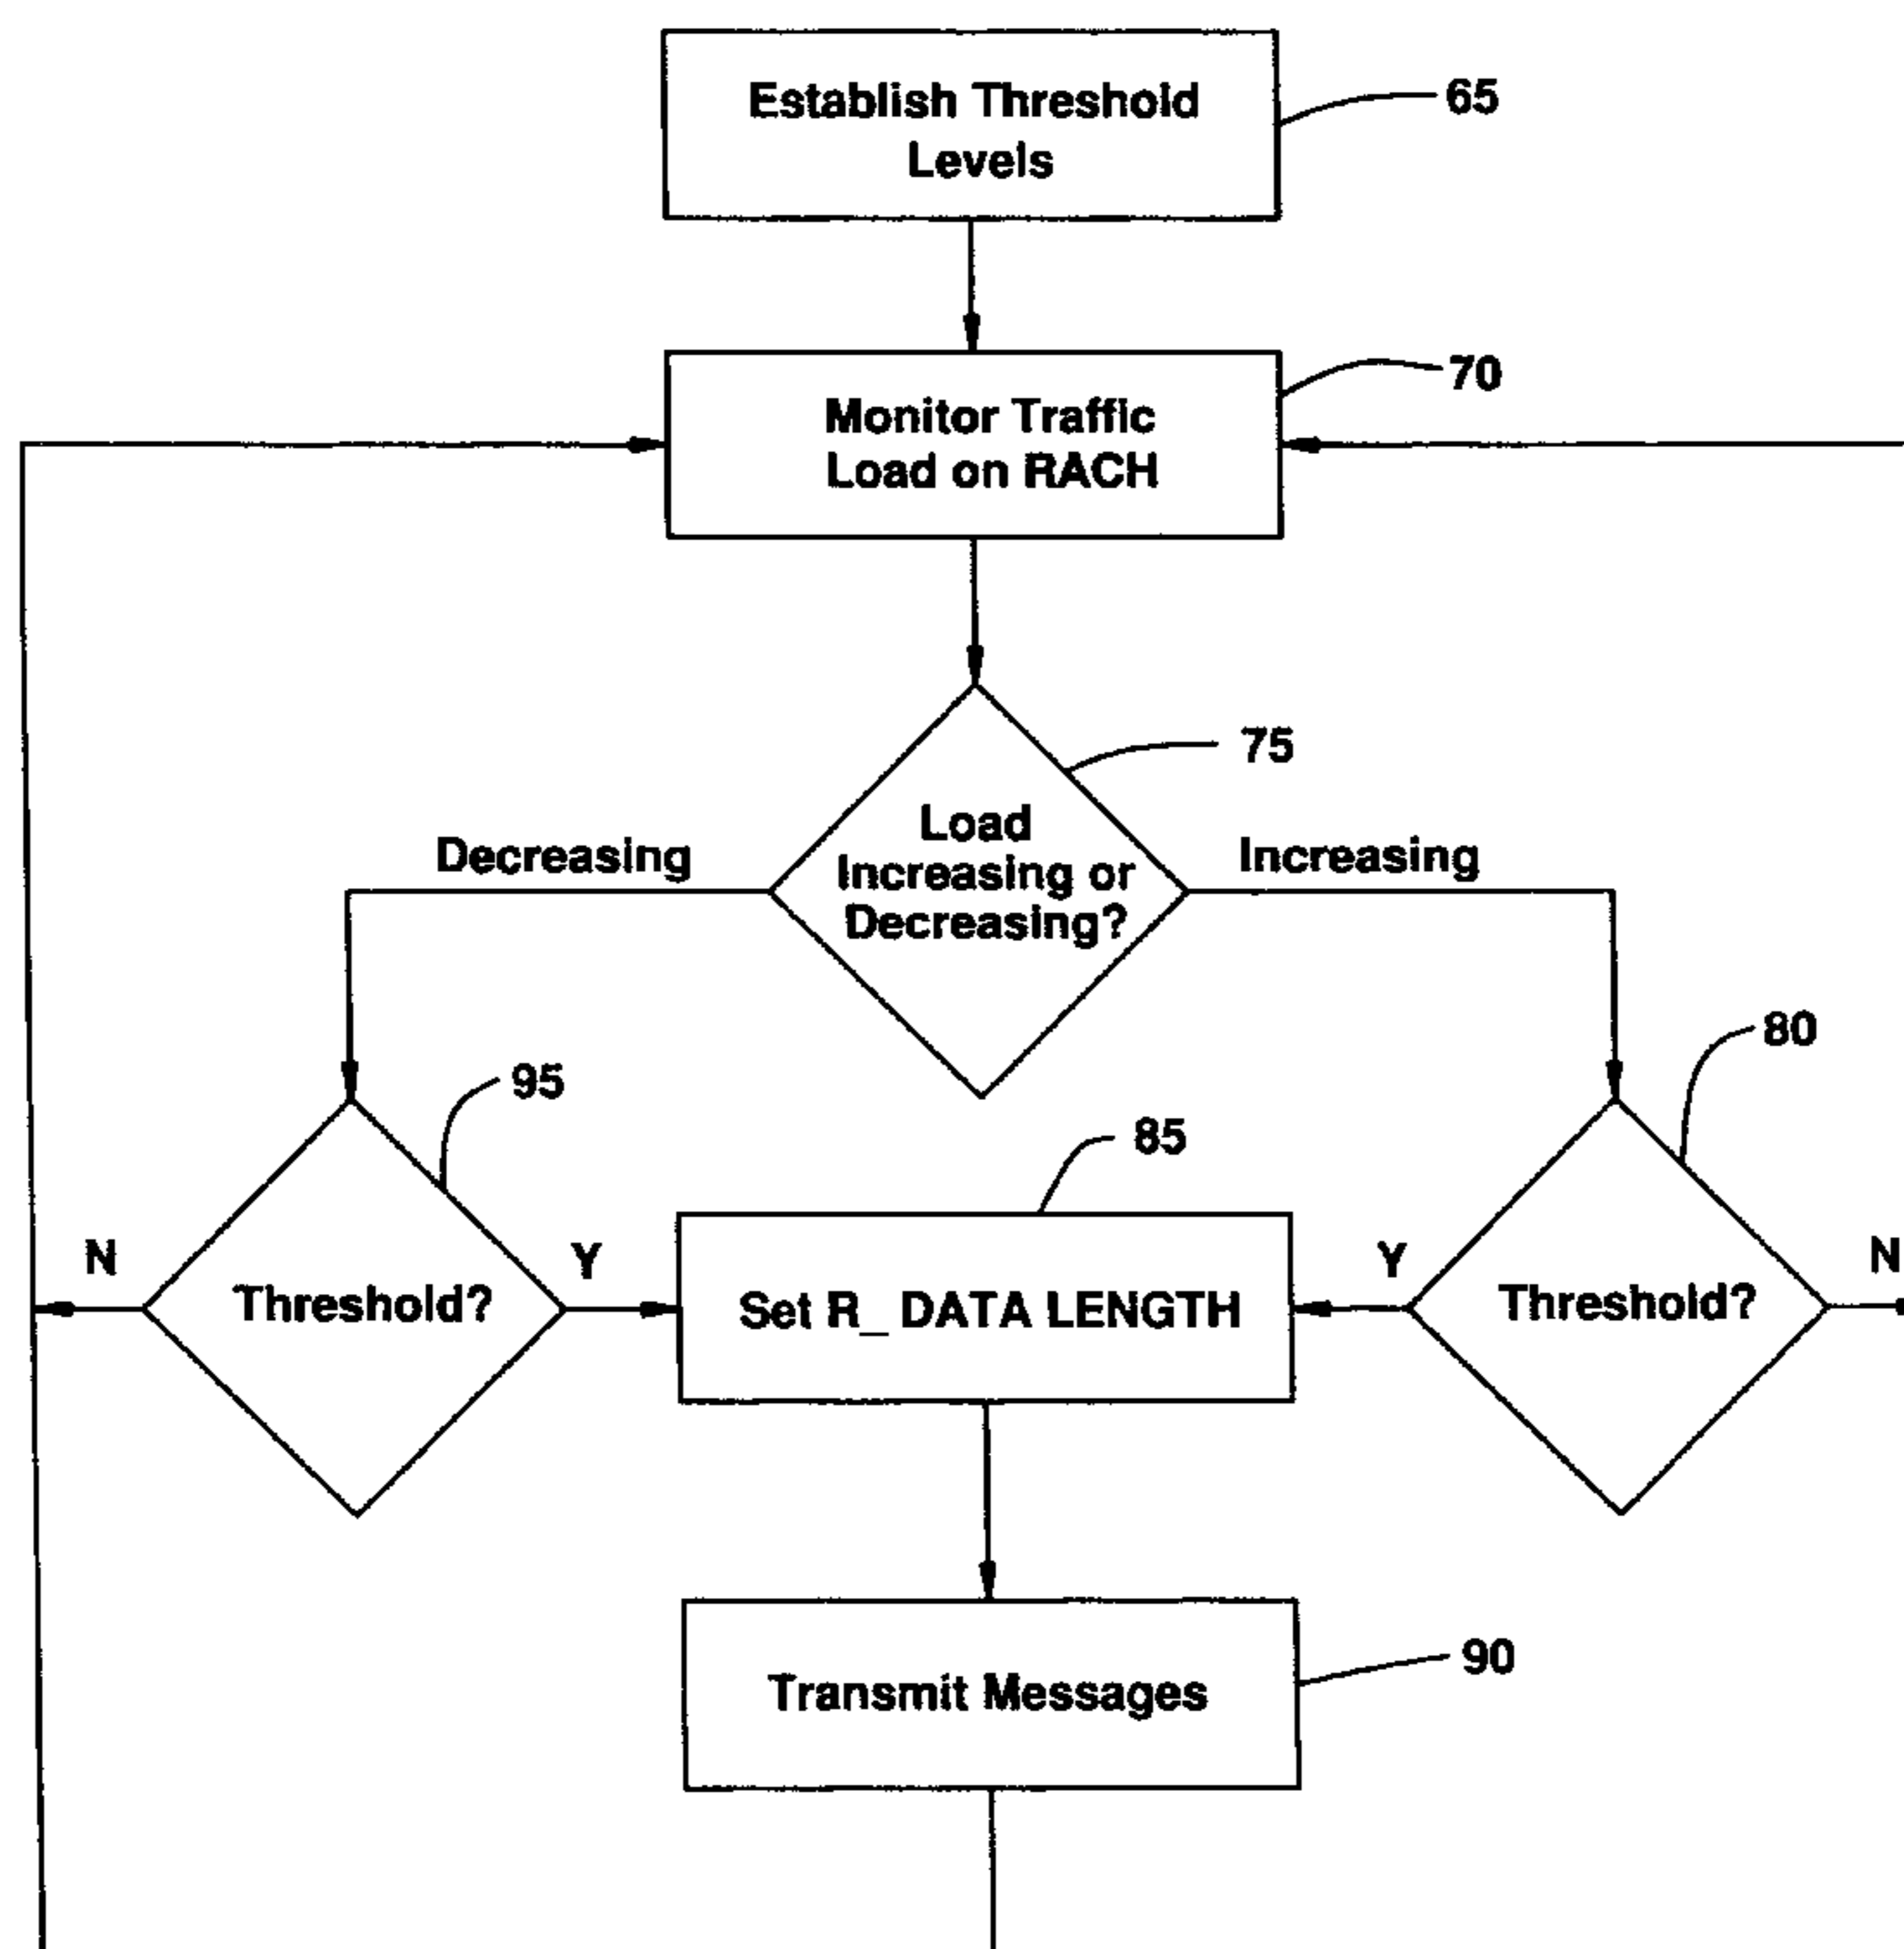 Establish Threshold
Levels
65
Monitor Traffic
Load on RACH
70
Load
Increasing or
Decreasing?
75
Decreasing
Increasing
80
95
85
N
Threshold?
Y
Set R_ DATA LENGTH
Y
Threshold?
N
Transmit Messages
90